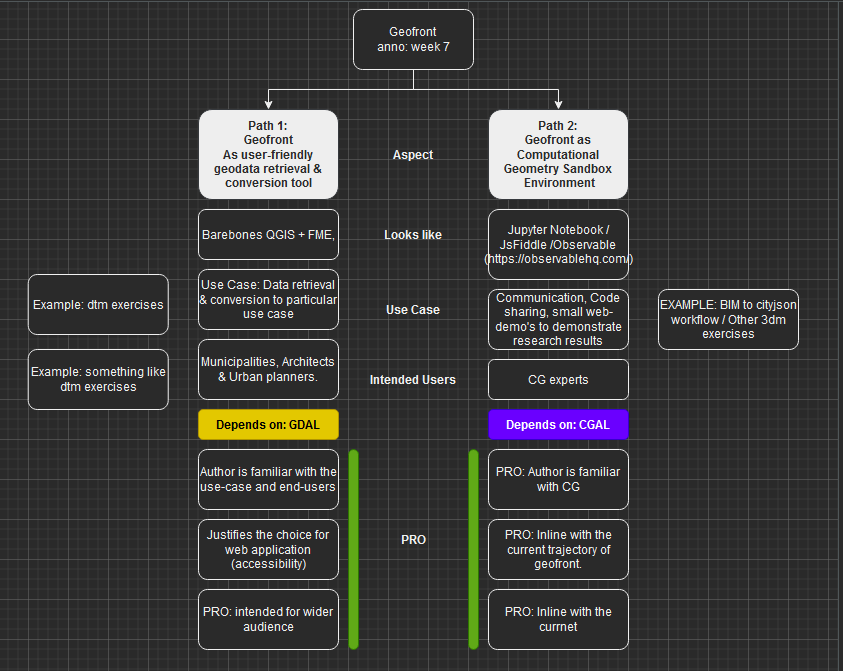 Geofront
anno: week 7
Path 1:
Geofront
As user-friendly
geodata retrieval &
conversion tool
Aspect
Path 2:
Geofront as
Computational
Geometry Sandbox
Environment
Barebones QGIS + FME,
Looks like
Jupyter Notebook /
JsFiddle /Observable
(https://observablehq.com/)
Example: dtm exercises
Use Case: Data retrieval
& conversion to particular
use case
Use Case
Communication, Code
sharing, small web-
demo's to demonstrate
research results
EXAMPLE: BIM to cityjson
workflow / Other 3dm
exercises
Example: something like
dtm exercises
Municipalities, Architects
& Urban planners.
Intended Users
CG experts
Depends on: GDAL
Depends on: CGAL
Author is familiar with the
use-case and end-users
PRO: Author is familiar
with CG
Justifies the choice for
web application
(accessibility)
PRO
PRO: Inline with the
current trajectory of
geofront.
PRO: intended for wider
audience
PRO: Inline with the
currnet